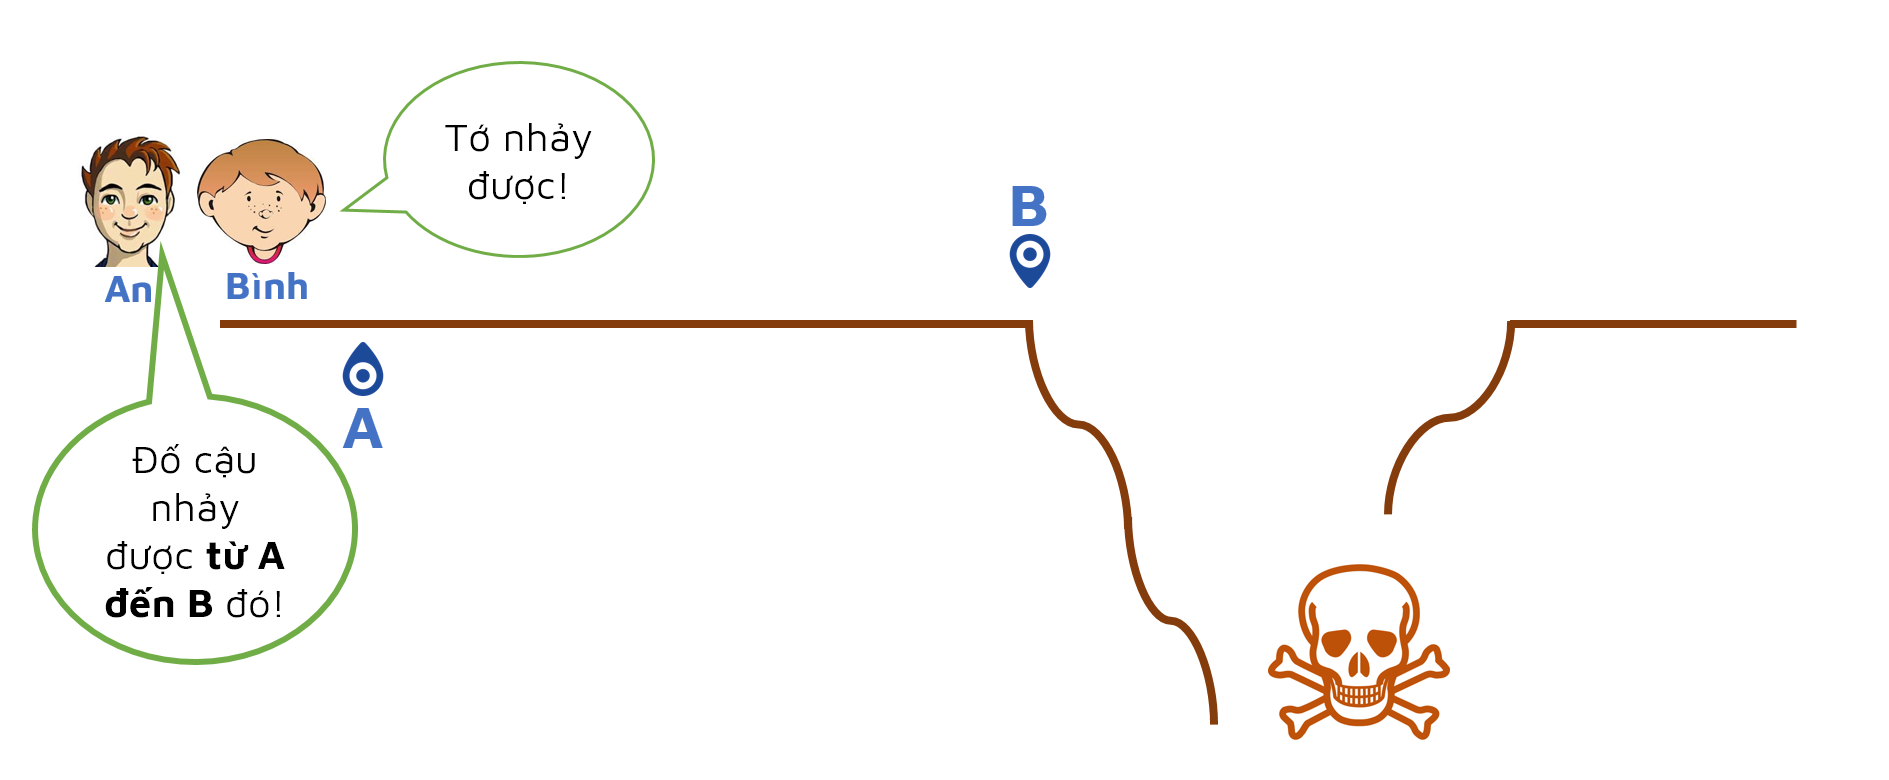 Tớ nhảy
được!
B
An
Bình
A
Đố cậu
nhảy
được từ A
đến B đó!